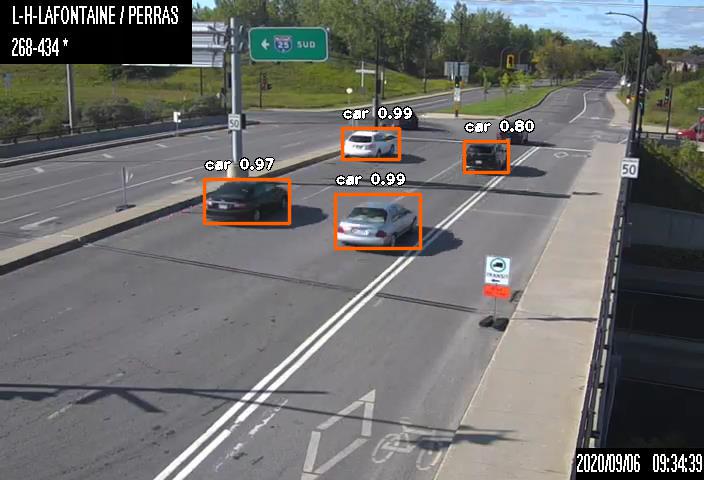 L-H-LAFONTAINE / PERRAS
268-434 *
25 SUD
car 0.99
car 0.80
car 0.97
car 0.99
50
50
TRANSIT
2020/09/06 09:34:39